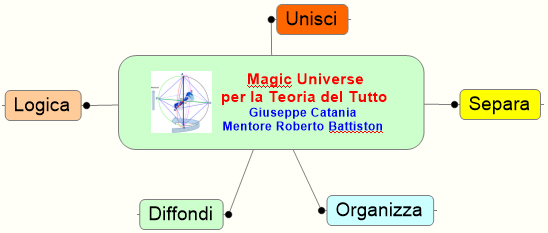 Unisci
Magic Universe
per la Teoria del Tutto
Giuseppe Catania
Mentore Roberto Battiston
Logica
Separa
Diffondi
Organizza